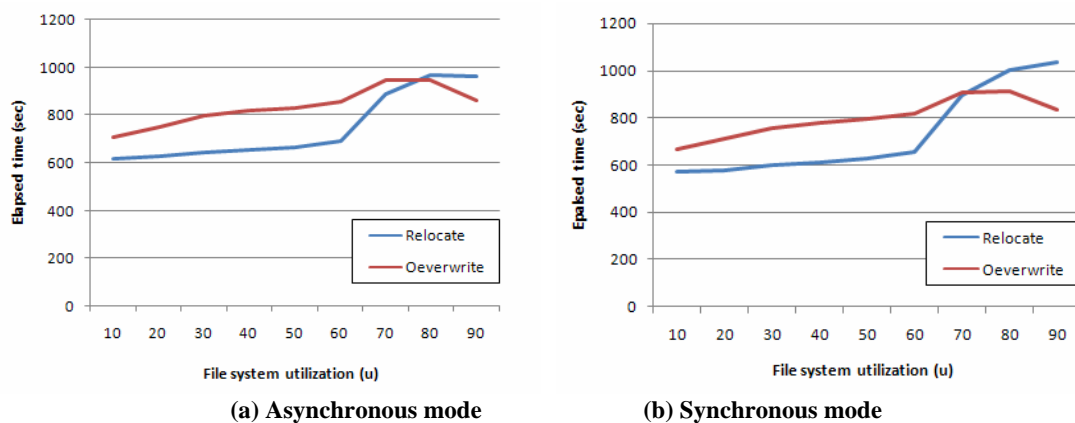 1200
1000
800
600
400
200
0
Elapsed time (sec)
Relocate
Oeverwrite
10 20 30 40 50 60 70 80 90
File system utilization (u)
(a) Asynchronous mode
1200
1000
800
600
400
200
0
Epalsed time (sec)
Relocate
Oeverwrite
10 20 30 40 50 60 70 80 90
File system utilization (u)
(b) Synchronous mode